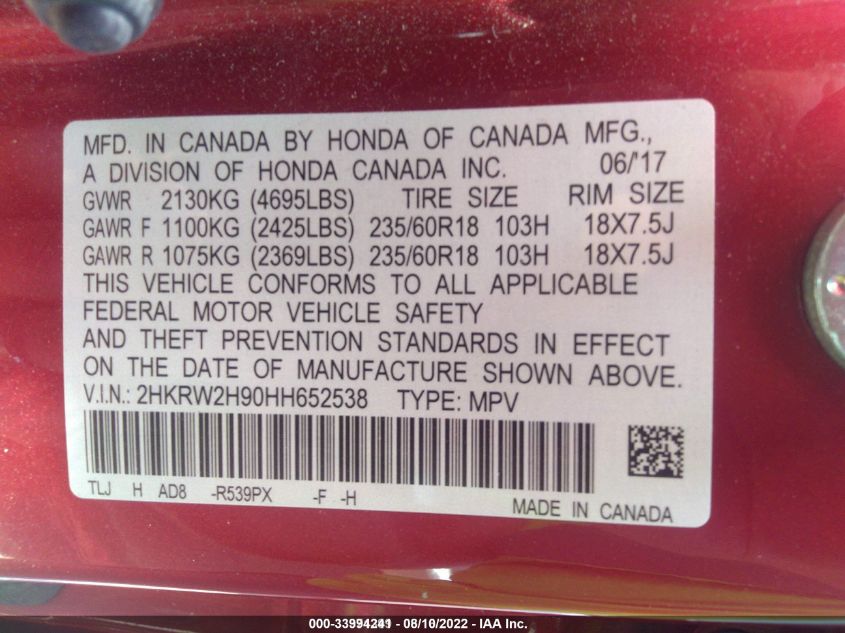 MFD. IN CANADA BY HONDA OF CANADA MFG.,
A DIVISION OF HONDA CANADA INC. 06/'17
GVWR 2130KG (4695LBS) TIRE SIZE RIM SIZE
GAWR F 1100KG (2425LBS) 235/60R18 103H 18X7.5J
GAWR R 1075KG (2369LBS) 235/60R18 103H 18X7.5J
THIS VEHICLE CONFORMS TO ALL APPLICABLE
FEDERAL MOTOR VEHICLE SAFETY
AND THEFT PREVENTION STANDARDS IN EFFECT
ON THE DATE OF MANUFACTURE SHOWN ABOVE.
V.I.N.: 2HKRW2H90HH652538 TYPE: MPV
TLJ H AD8 -R539PX -F -H
MADE IN CANADA
- 08/10/2022 - IAA Inc.